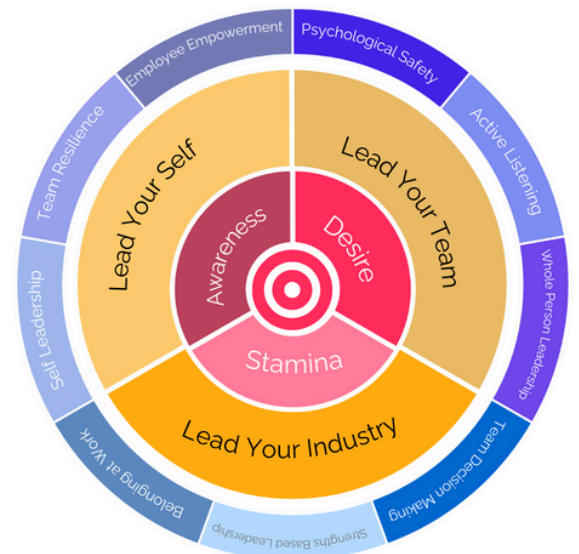 Psychological Safety
Active Listening
Whole Person Leadership
Team Decision Making
Strengths Based Leadership
Belonging at Work
Self Leadership
Team Resilience
Employee Empowerment
Lead Your Self
Lead Your Team
Lead Your Industry
Awareness
Desire
Stamina